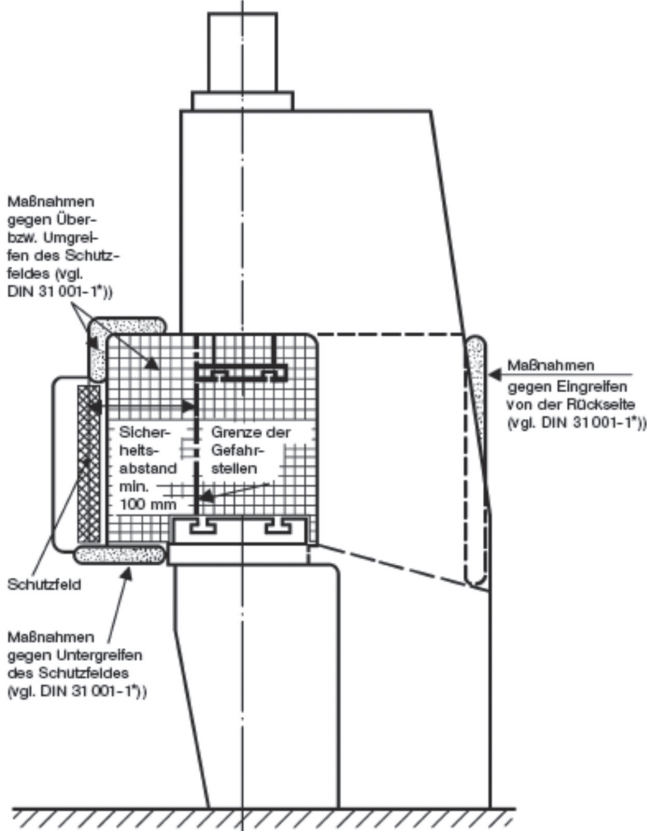 Maßnahmen
gegen Über-
bzw. Umgrei-
fen des Schutz-
feldes (vgl.
DIN 31 001-1*))
Maßnahmen
gegen Eingreifen
von der Rückseite
(vgl. DIN 31001-1*))
Sicher-
heits-
abstand
min.
100 mm
Grenze der
Gefahr-
stellen
Schutzfeld
Maßnahmen
gegen Untergreifen
des Schutzfeldes
(vgl. DIN 31 001-1*))